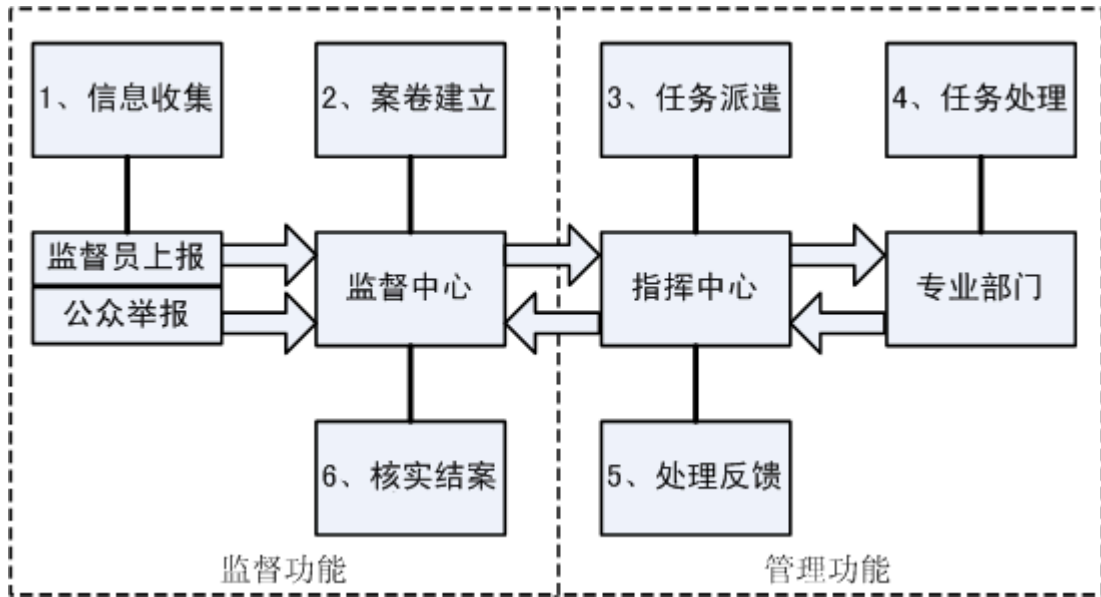 1、信息收集
2、案卷建立
3、任务派遣
4、任务处理
监督员上报
公众举报
监督中心
指挥中心
专业部门
6、核实结案
5、处理反馈
监督功能
管理功能